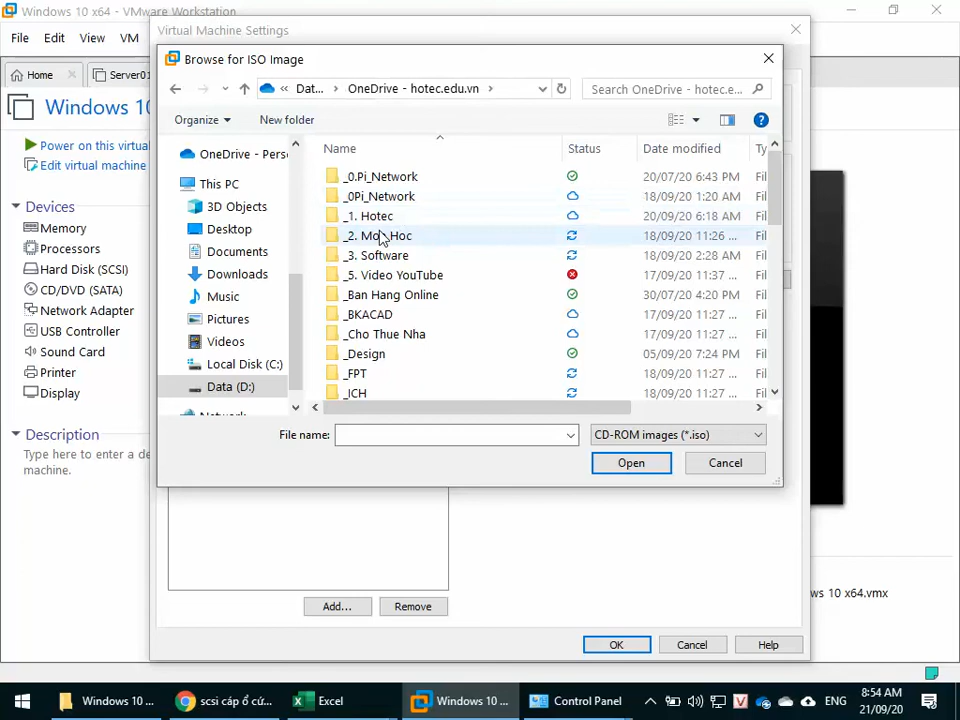 Windows 10 x64 - VMware Workstation
File Edit View VM
Home Server01
Windows 10
Power on this virtual
Edit virtual machine
Devices
Memory
Processors
Hard Disk (SCSI)
CD/DVD (SATA)
Network Adapter
USB Controller
Sound Card
Printer
Display
Description
Type here to enter a de
machine.
Virtual Machine Settings
Browse for ISO Image
« Dat... OneDrive - hotec.edu.vn
Search OneDrive - hotec.e...
Organize New folder
OneDrive - Perso
This PC
3D Objects
Desktop
Documents
Downloads
Music
Pictures
Videos
Local Disk (C:)
Data (D:)
Network
Name Status Date modified Ty
_0.Pi_Network 20/07/20 6:43 PM Fil
_0Pi_Network 18/09/20 1:20 AM Fil
_1. Hotec 20/09/20 6:18 AM Fil
_2. Mon Hoc 18/09/20 11:26 ... Fil
_3. Software 18/09/20 2:28 AM Fil
_5. Video YouTube 17/09/20 11:37 ... Fil
_Ban Hang Online 30/07/20 4:20 PM Fil
_BKACAD 17/09/20 11:27 ... Fil
_Cho Thue Nha 17/09/20 11:27 ... Fil
_Design 05/09/20 7:24 PM Fil
_FPT 18/09/20 11:27 ... Fil
_ICH 18/09/20 11:27 ... Fil
File name: CD-ROM images (*.iso)
Open Cancel
Add... Remove
ws 10 x64.vmx
OK Cancel Help
Windows 10 ... scsi cáp ổ cứ... Excel Windows 10 ... Control Panel ENG
8:54 AM
21/09/20